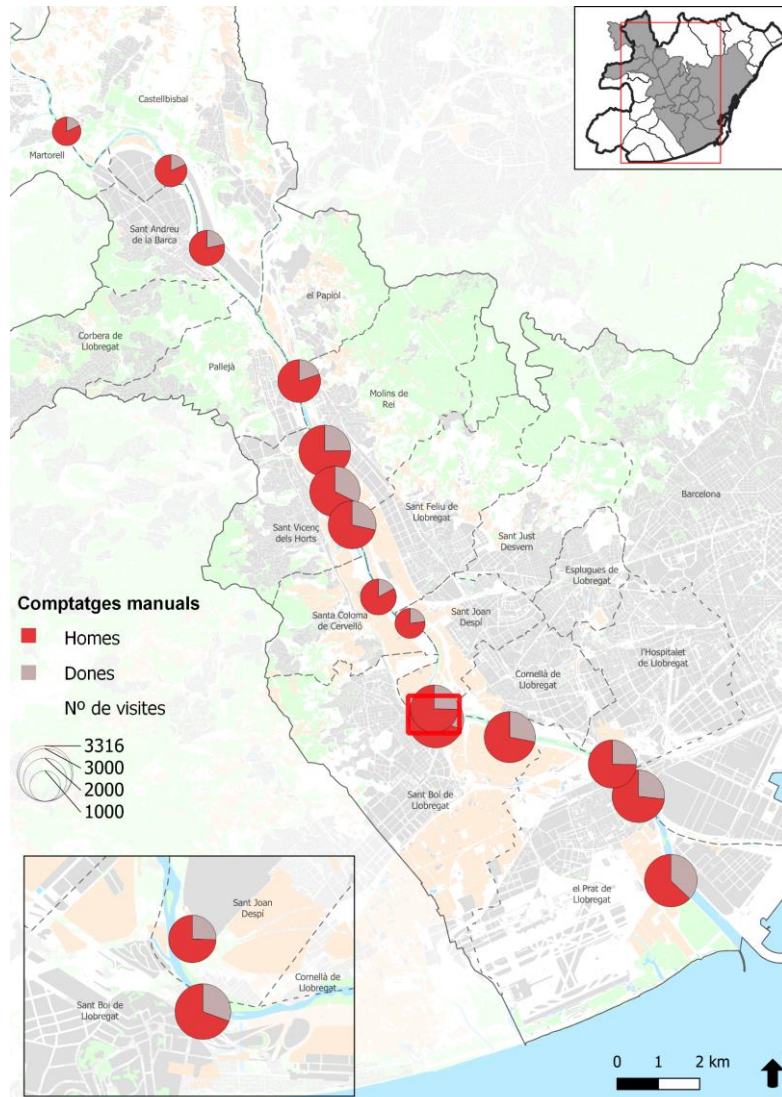 Castellbisbal
Martorell
Sant Andreu
de la Barca
el Papiol
Corbera de
Llobregat
Pallejà
Molins de
Rei
Barcelona
Sant Feliu de
Llobregat
Sant Vicenç
dels Horts
Sant Just
Desvern
Esplugues de
Llobregat
Comptatges manuals
Homes
Dones
Nº de visites
3316
3000
2000
1000
Santa Coloma
de Cervelló
Sant Joan
Despí
l'Hospitalet
de Llobregat
Cornellà de
Llobregat
Sant Boi de
Llobregat
el Prat de
Llobregat
Sant Joan
Despí
Cornellà de
Llobregat
Sant Boi de
Llobregat
0 1 2 km